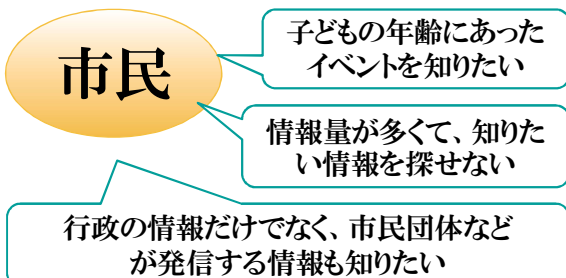 市民
子どもの年齢にあった
イベントを知りたい
情報量が多くて、知りた
い情報を探せない
行政の情報だけでなく、市民団体など
が発信する情報も知りたい